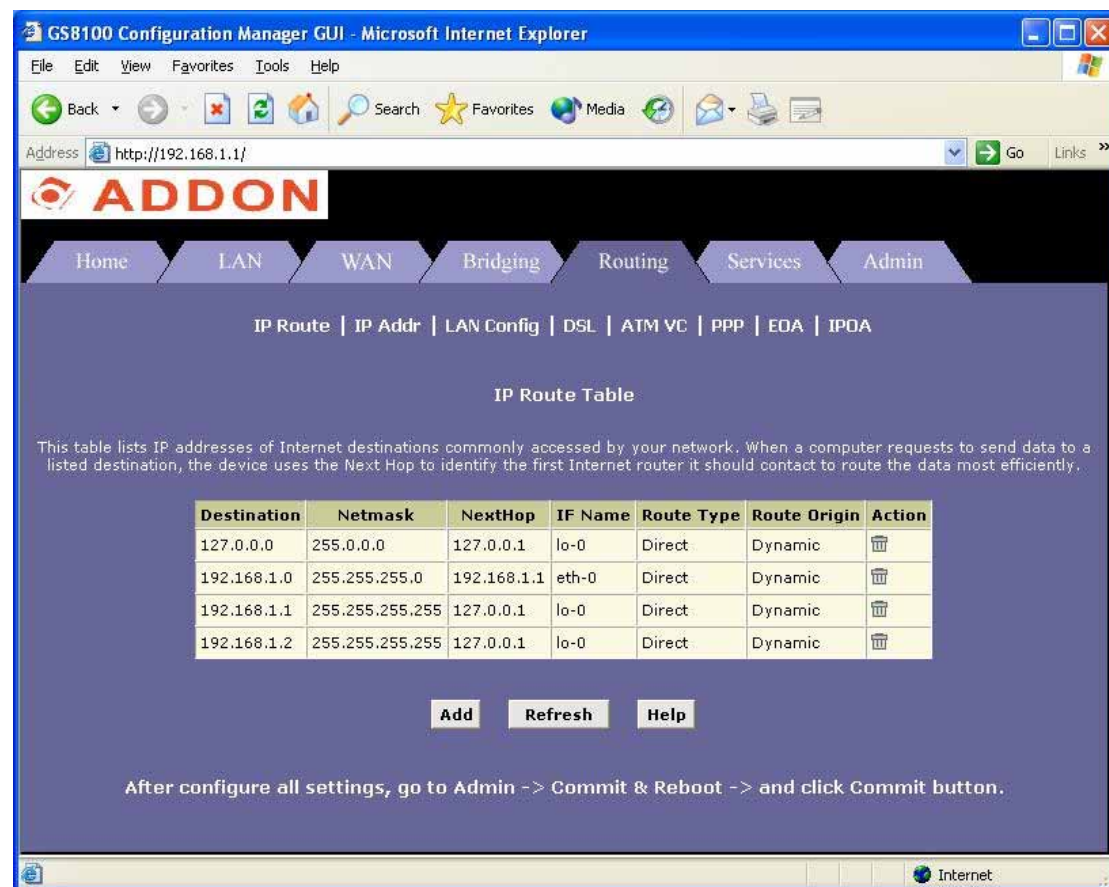 GS8100 Configuration Manager GUI - Microsoft Internet Explorer
File Edit View Favorites Tools Help
Back Search Favorites Media
Address http://192.168.1.1/ Go Links »
ADDON
Home LAN WAN Bridging Routing Services Admin
IP Route | IP Addr | LAN Config | DSL | ATM VC | PPP | EOA | IPOA
IP Route Table
This table lists IP addresses of Internet destinations commonly accessed by your network. When a computer requests to send data to a
listed destination, the device uses the Next Hop to identify the first Internet router it should contact to route the data most efficiently.
Destination Netmask NextHop IF Name Route Type Route Origin Action
127.0.0.0 255.0.0.0 127.0.0.1 lo-0 Direct Dynamic
192.168.1.0 255.255.255.0 192.168.1.1 eth-0 Direct Dynamic
192.168.1.1 255.255.255.255 127.0.0.1 lo-0 Direct Dynamic
192.168.1.2 255.255.255.255 127.0.0.1 lo-0 Direct Dynamic
Add Refresh Help
After configure all settings, go to Admin -> Commit & Reboot -> and click Commit button.
Internet